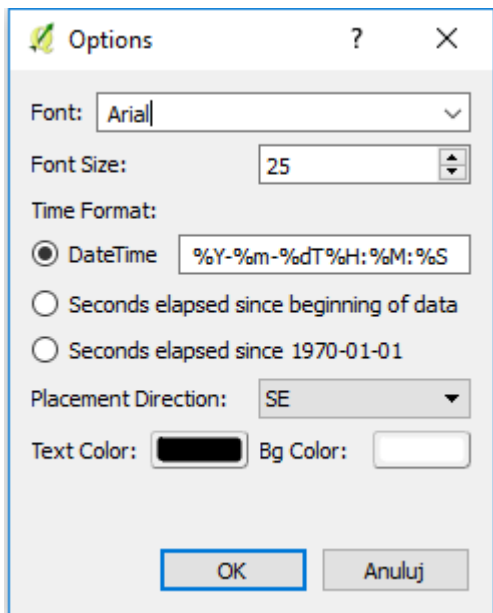 Options ?
Font: Arial
Font Size: 25
Time Format:
DateTime %Y-%m-%dT%H:%M:%S
Seconds elapsed since beginning of data
Seconds elapsed since 1970-01-01
Placement Direction: SE
Text Color: Bg Color:
OK Anuluj